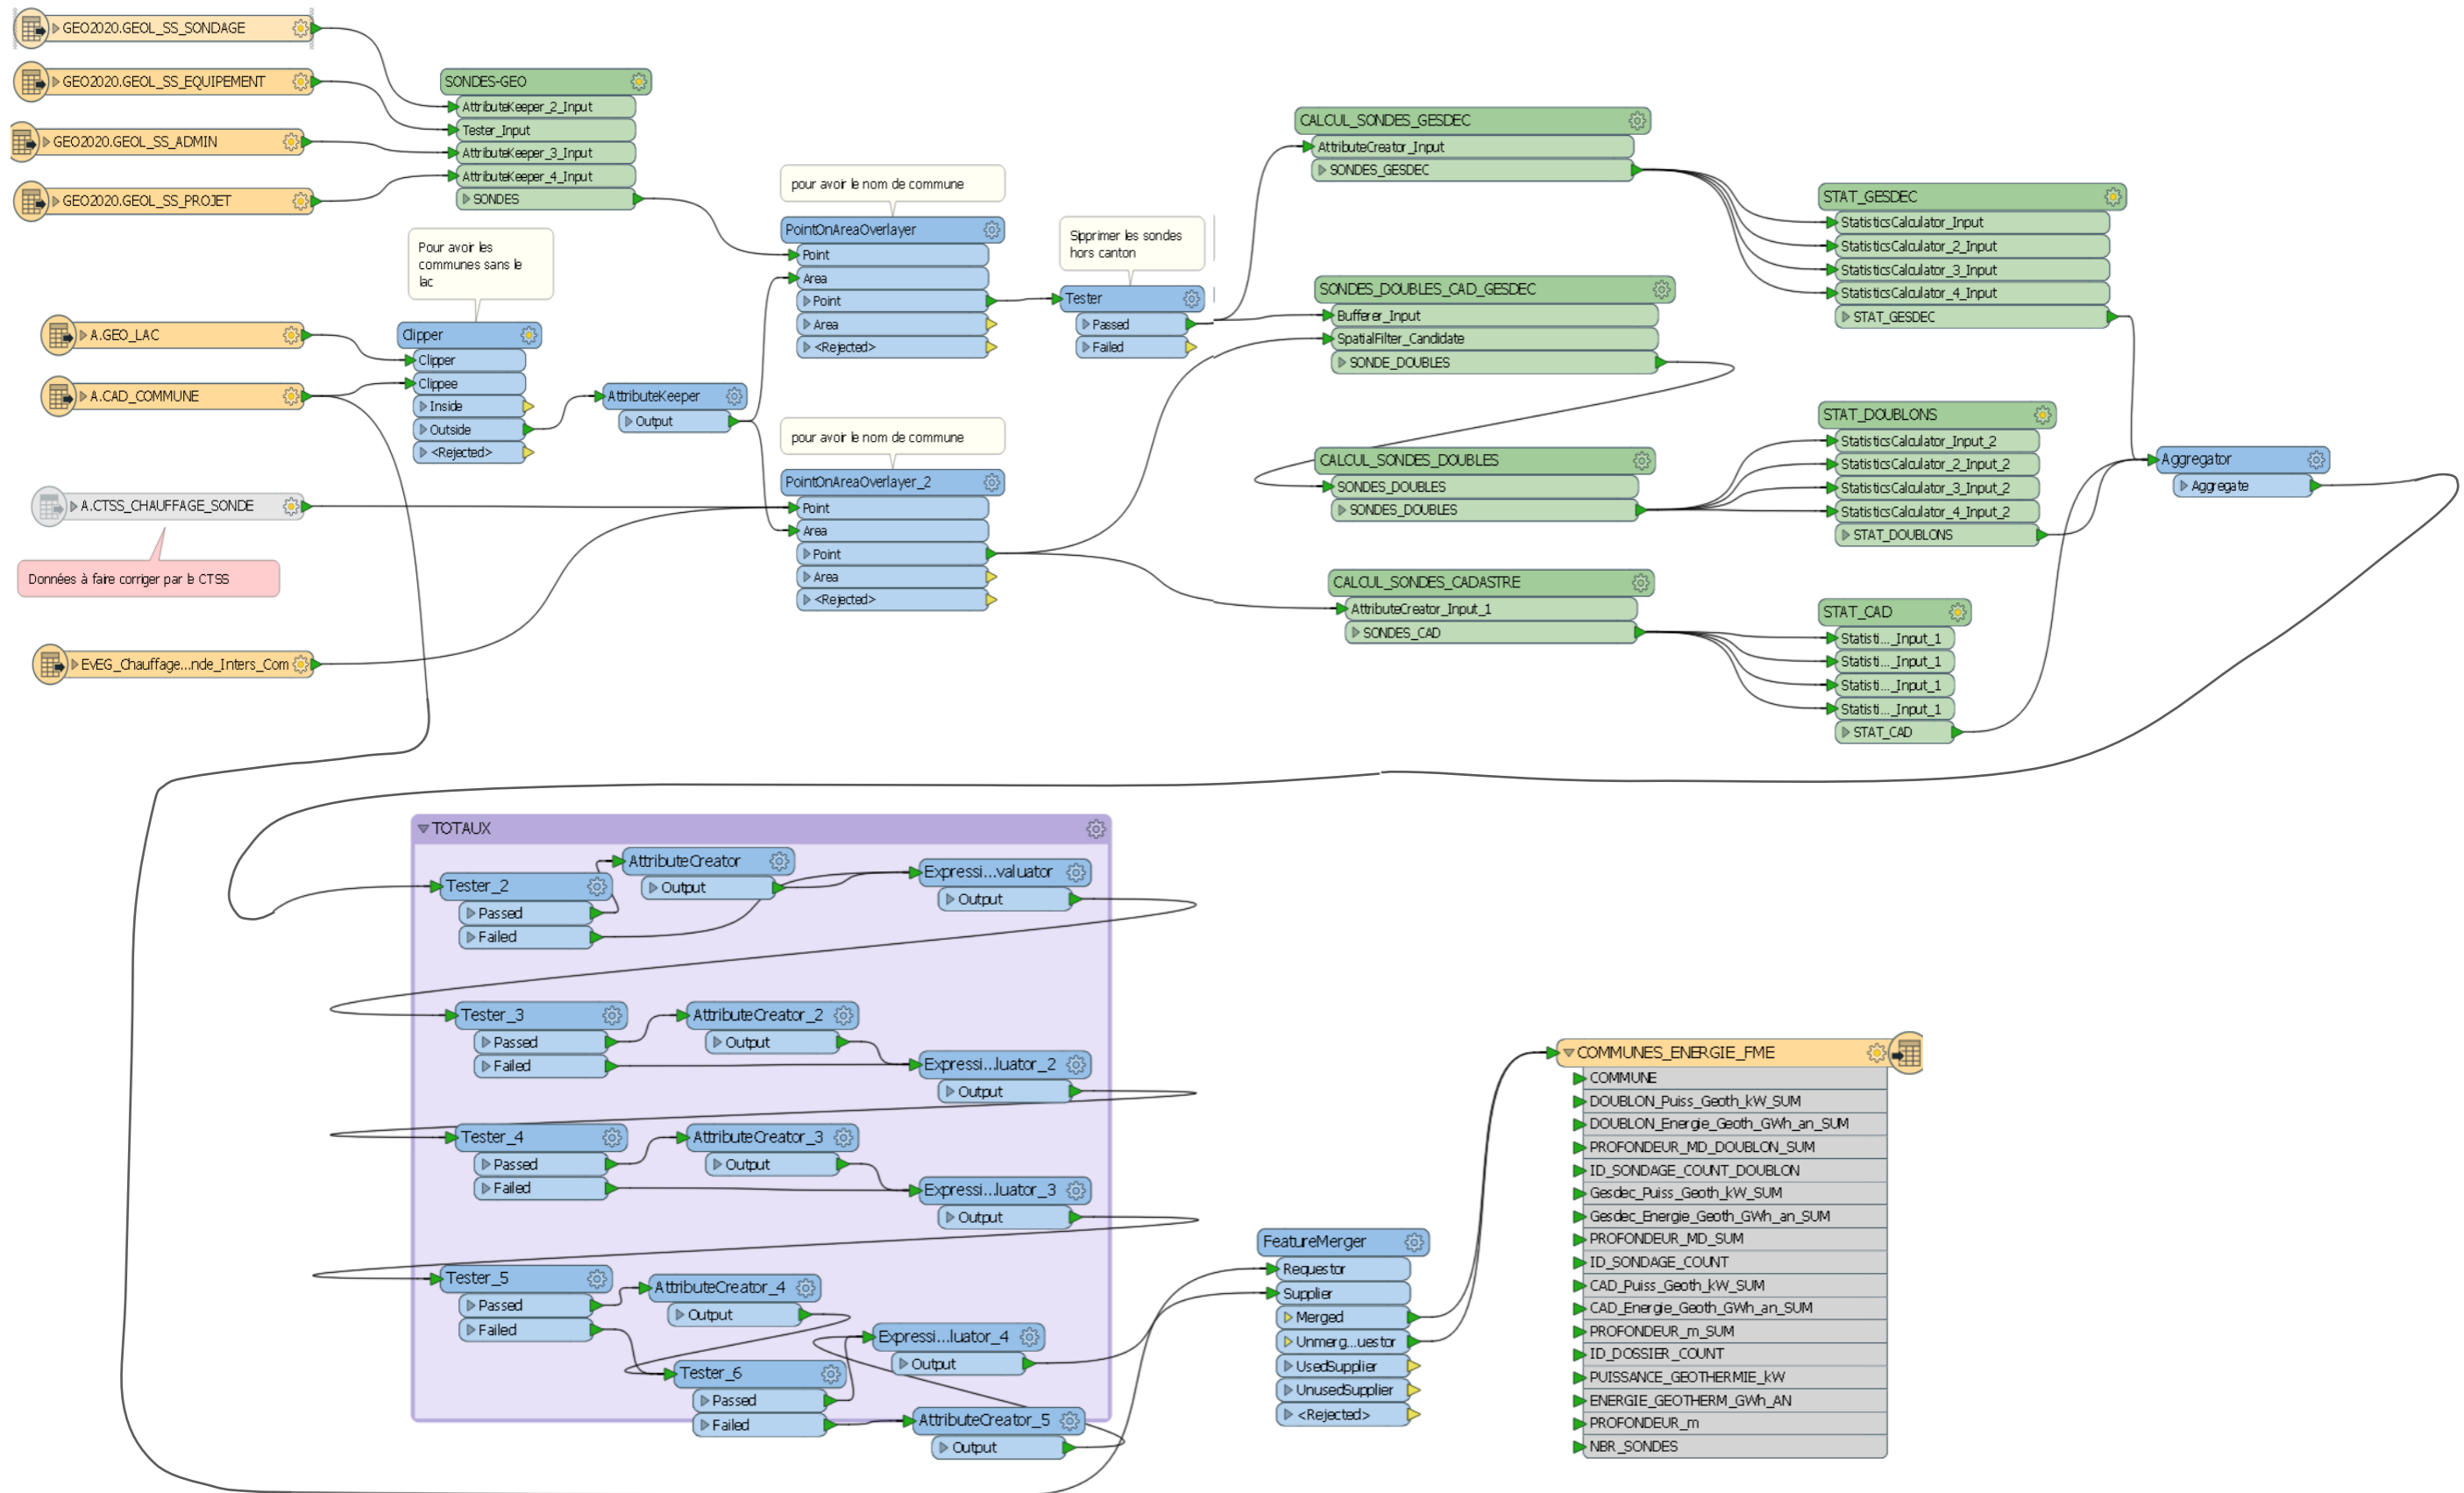 GEO2020.GEOL_SS_SONDAGE
GEO2020.GEOL_SS_EQUIPEMENT
GEO2020.GEOL_SS_ADMIN
GEO2020.GEOL_SS_PROJET
SONDES-GEO
AttributeKeeper_2_Input
Tester_Input
AttributeKeeper_3_Input
AttributeKeeper_4_Input
SONDES
A.GEO_LAC
A.CAD_COMMUNE
A.CTSS_CHAUFFAGE_SONDE
Données à faire corriger par le CTSS
EvEG_Chauffage...nde_Inters_Com
Pour avoir les
communes sans le
lac
Clipper
Clipper
Clippee
Inside
Outside
<Rejected>
AttributeKeeper
Output
pour avoir le nom de commune
PointOnAreaOverlayer
Point
Area
Point
Area
<Rejected>
pour avoir le nom de commune
PointOnAreaOverlayer_2
Point
Area
Point
Area
<Rejected>
Sipprimer les sondes
hors canton
Tester
Passed
Failed
CALCUL_SONDES_GESDEC
AttributeCreator_Input
SONDES_GESDEC
SONDES_DOUBLES_CAD_GESDEC
Bufferer_Input
SpatialFilter_Candidate
SONDE_DOUBLES
CALCUL_SONDES_DOUBLES
SONDES_DOUBLES
SONDES_DOUBLES
CALCUL_SONDES_CADASTRE
AttributeCreator_Input_1
SONDES_CAD
STAT_GESDEC
StatisticsCalculator_Input
StatisticsCalculator_2_Input
StatisticsCalculator_3_Input
StatisticsCalculator_4_Input
STAT_GESDEC
STAT_DOUBLONS
StatisticsCalculator_Input_2
StatisticsCalculator_2_Input_2
StatisticsCalculator_3_Input_2
StatisticsCalculator_4_Input_2
STAT_DOUBLONS
STAT_CAD
Statisti..._Input_1
Statisti..._Input_1
Statisti..._Input_1
Statisti..._Input_1
STAT_CAD
Aggregator
Aggregate
TOTAUX
Tester_2
Passed
Failed
AttributeCreator
Output
Expressi...valuator
Output
Tester_3
Passed
Failed
AttributeCreator_2
Output
Expressi...luator_2
Output
Tester_4
Passed
Failed
AttributeCreator_3
Output
Expressi...luator_3
Output
Tester_5
Passed
Failed
AttributeCreator_4
Output
Tester_6
Passed
Failed
Expressi...luator_4
Output
AttributeCreator_5
Output
FeatureMerger
Requestor
Supplier
Merged
Unmerg...uestor
UsedSupplier
UnusedSupplier
<Rejected>
COMMUNES_ENERGIE_FME
COMMUNE
DOUBLON_Puiss_Geoth_kW_SUM
DOUBLON_Energie_Geoth_GWh_an_SUM
PROFONDEUR_MD_DOUBLON_SUM
ID_SONDAGE_COUNT_DOUBLON
Gesdec_Puiss_Geoth_kW_SUM
Gesdec_Energie_Geoth_GWh_an_SUM
PROFONDEUR_MD_SUM
ID_SONDAGE_COUNT
CAD_Puiss_Geoth_kW_SUM
CAD_Energie_Geoth_GWh_an_SUM
PROFONDEUR_m_SUM
ID_DOSSIER_COUNT
PUISSANCE_GEOTHERMIE_kW
ENERGIE_GEOTHERM_GWh_AN
PROFONDEUR_m
NBR_SONDES